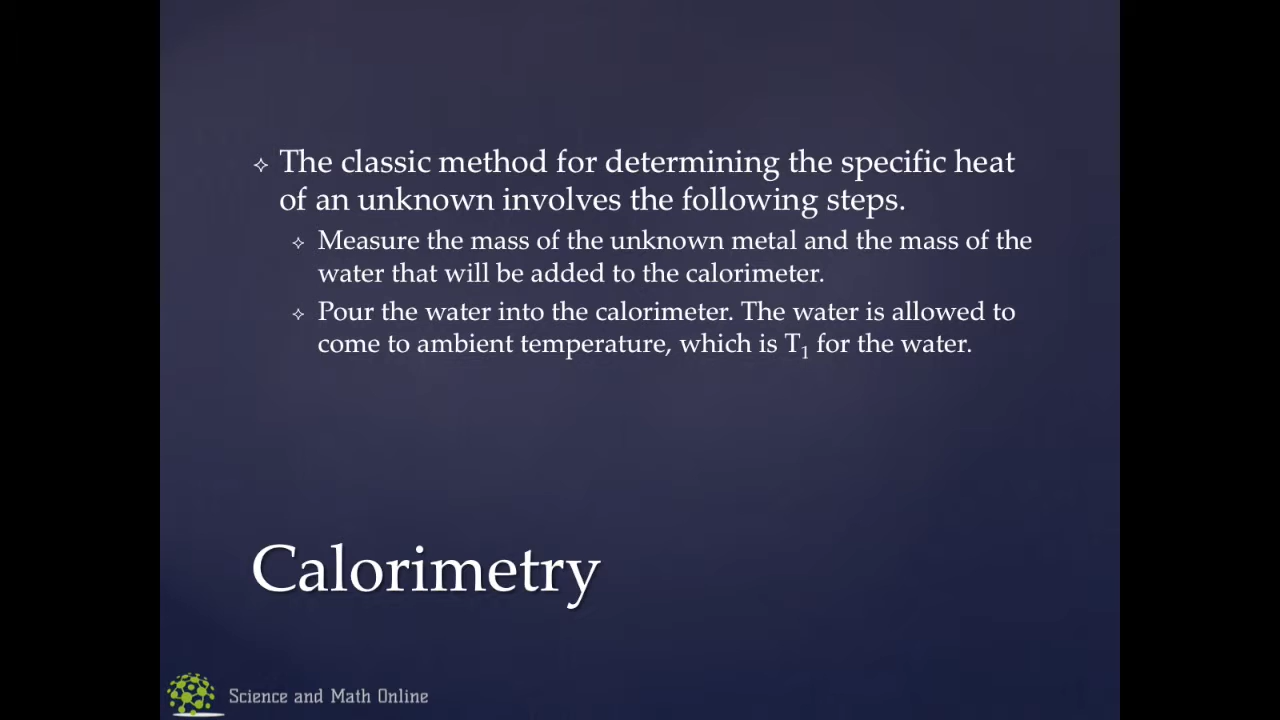 ✧ The classic method for determining the specific heat
of an unknown involves the following steps.
✧ Measure the mass of the unknown metal and the mass of the
water that will be added to the calorimeter.
✧ Pour the water into the calorimeter. The water is allowed to
come to ambient temperature, which is T₁ for the water.
Calorimetry
Science and Math Online